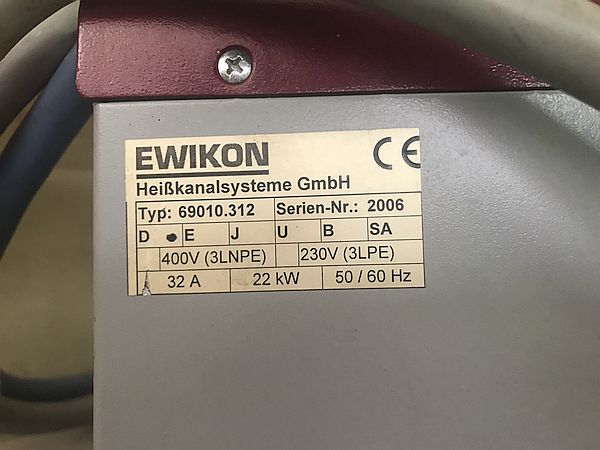 EWIKON CE
Heißkanalsysteme GmbH
Typ: 69010.312 Serien-Nr.: 2006
D E J U B SA
400V (3LNPE) 230V (3LPE)
32 A 22 kW 50 / 60 Hz